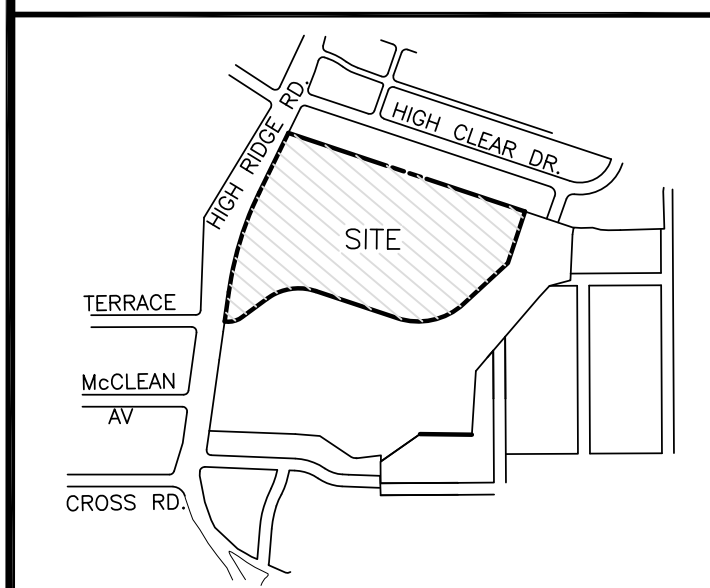 HIGH RIDGE RD.
HIGH CLEAR DR.
SITE
TERRACE
McCLEAN
AV
CROSS RD.